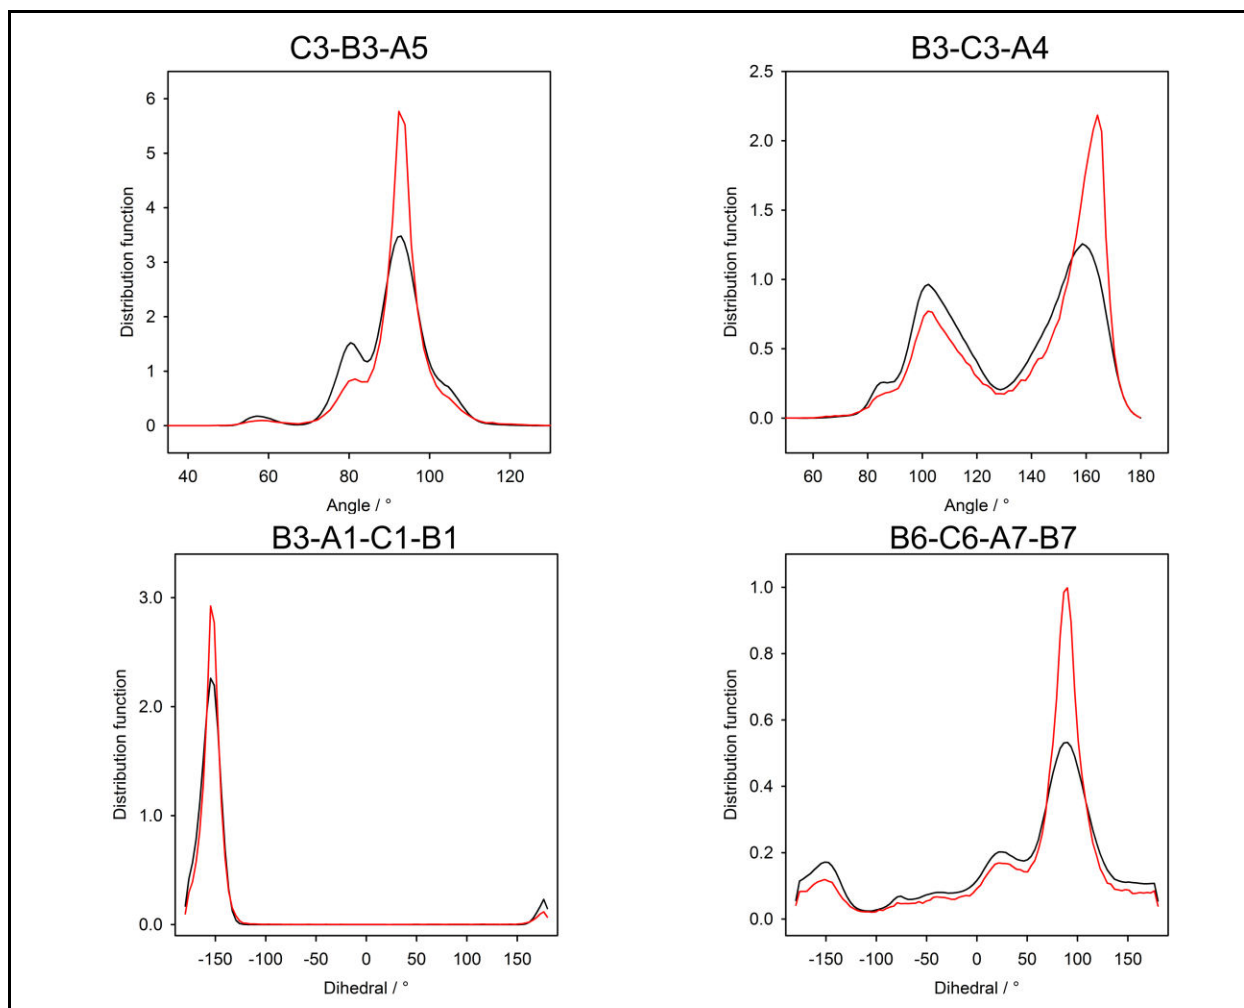 C3-B3-A5
6
5
4
3
2
1
0
Distribution function
40 60 80 100 120
Angle / °
B3-C3-A4
2.5
2.0
1.5
1.0
0.5
0.0
Distribution function
60 80 100 120 140 160 180
Angle / °
B3-A1-C1-B1
3.0
2.0
1.0
0.0
Distribution function
-150 -100 -50 0 50 100 150
Dihedral / °
B6-C6-A7-B7
1.0
0.8
0.6
0.4
0.2
0.0
Distribution function
-150 -100 -50 0 50 100 150
Dihedral / °